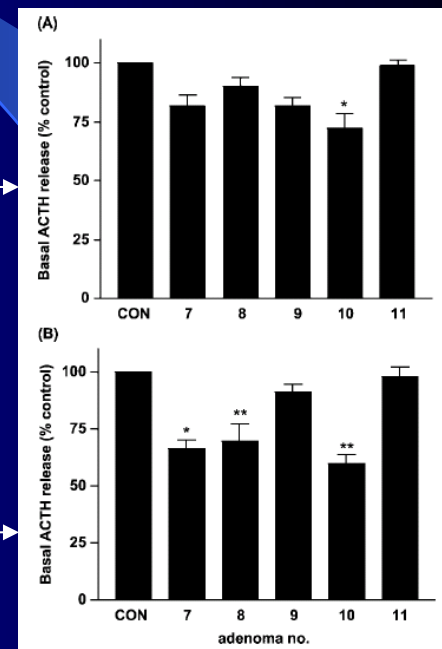 (A)
Basal ACTH release (% control)
100
75
50
25
0
*
CON 7 8 9 10 11
(B)
Basal ACTH release (% control)
100
75
50
25
0
*
**
**
CON 7 8 9 10 11
adenoma no.